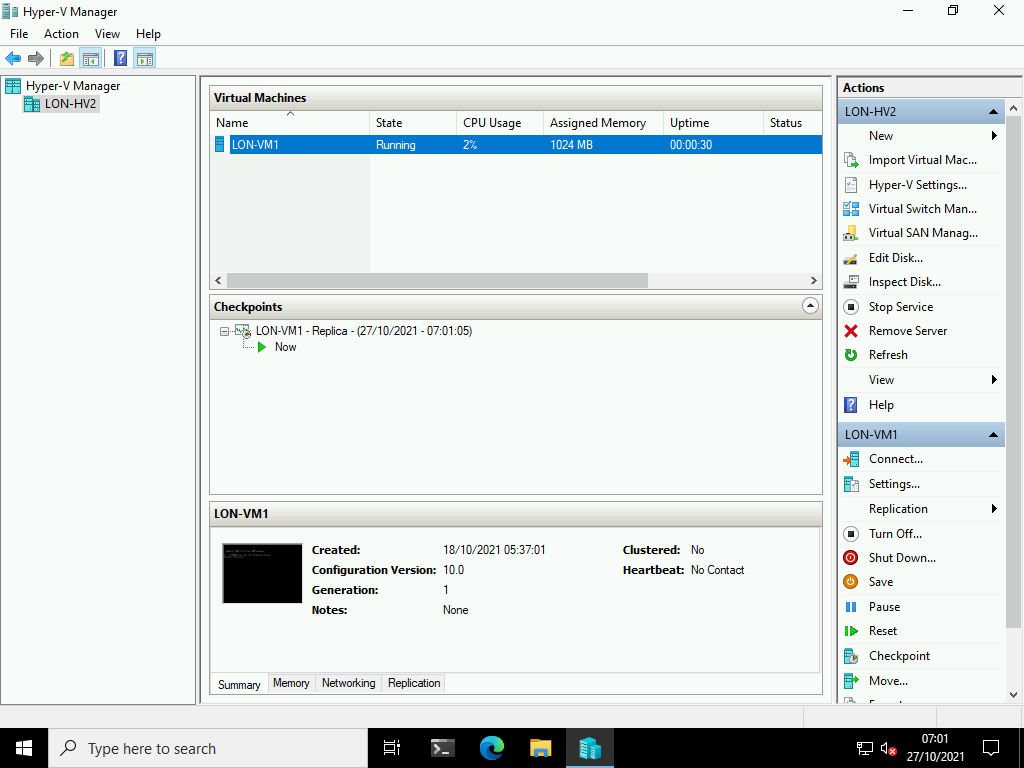 Hyper-V Manager
File Action View Help
Hyper-V Manager
LON-HV2
Virtual Machines
Name State CPU Usage Assigned Memory Uptime Status
LON-VM1 Running 2% 1024 MB 00:00:30
Checkpoints
LON-VM1 - Replica - (27/10/2021 - 07:01:05)
Now
LON-VM1
Created: 18/10/2021 05:37:01 Clustered: No
Configuration Version: 10.0 Heartbeat: No Contact
Generation: 1
Notes: None
Summary Memory Networking Replication
Actions
LON-HV2
New
Import Virtual Mac...
Hyper-V Settings...
Virtual Switch Man...
Virtual SAN Manag...
Edit Disk...
Inspect Disk...
Stop Service
Remove Server
Refresh
View
Help
LON-VM1
Connect...
Settings...
Replication
Turn Off...
Shut Down...
Save
Pause
Reset
Checkpoint
Move...
Type here to search
07:01
27/10/2021